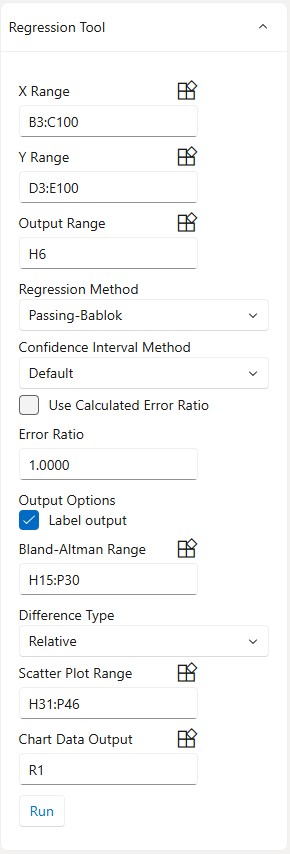 Regression Tool
X Range
B3:C100
Y Range
D3:E100
Output Range
H6
Regression Method
Passing-Bablok
Confidence Interval Method
Default
Use Calculated Error Ratio
Error Ratio
1.0000
Output Options
Label output
Bland-Altman Range
H15:P30
Difference Type
Relative
Scatter Plot Range
H31:P46
Chart Data Output
R1
Run